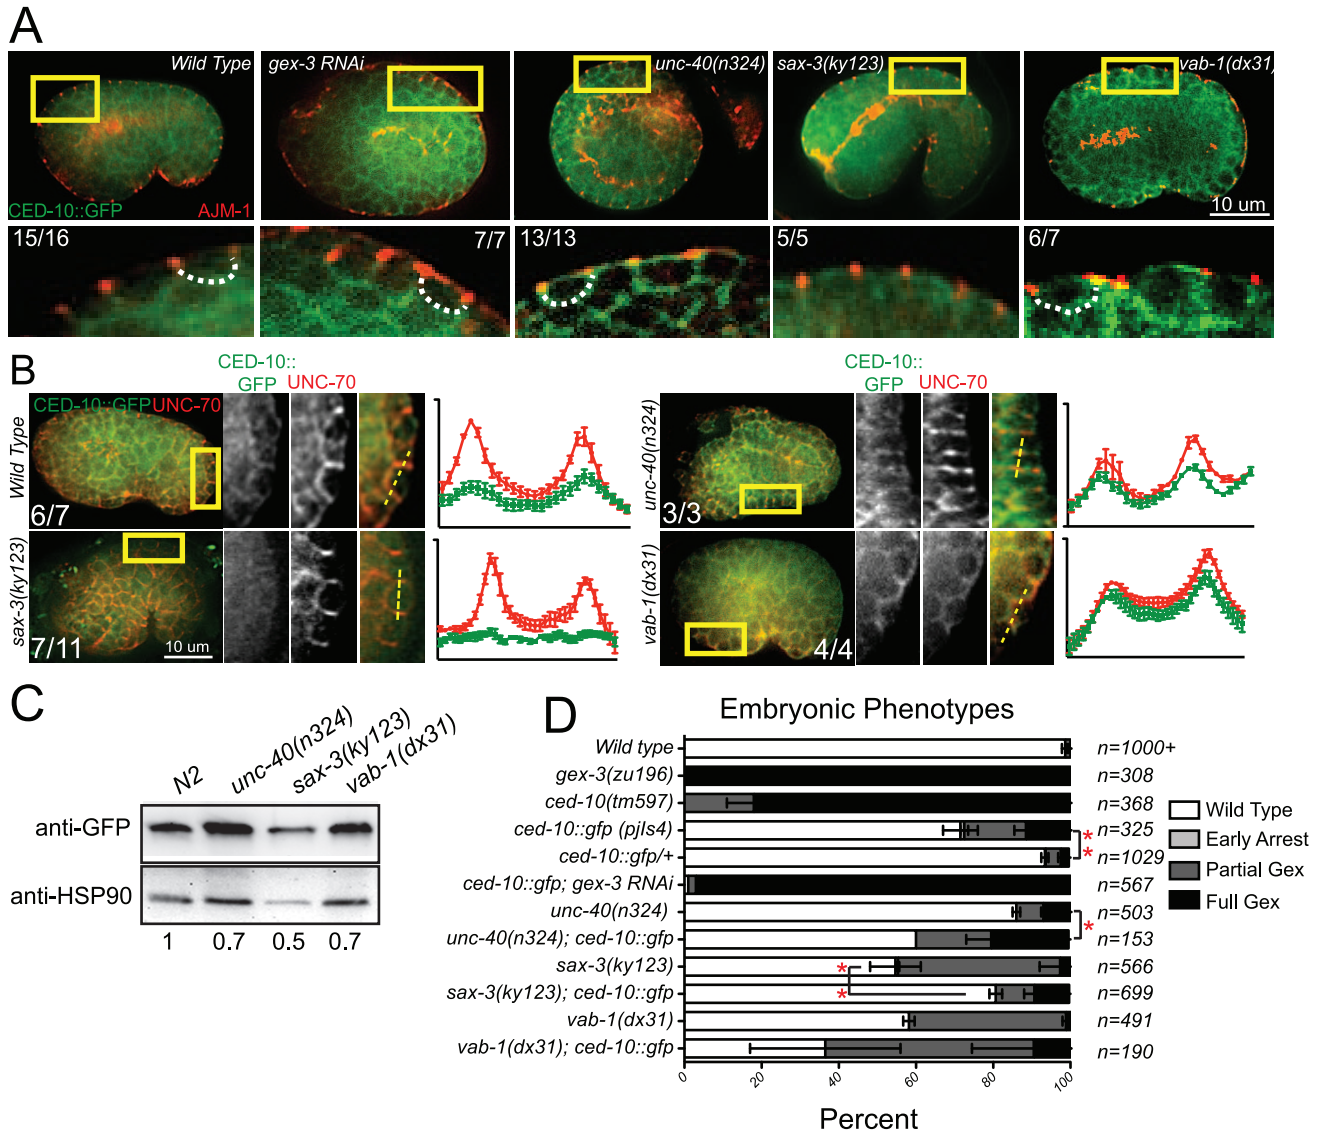 A
Wild Type
gex-3 RNAi
unc-40(n324)
sax-3(ky123)
vab-1(dx31)
CED-10::GFP
AJM-1
10 um
15/16
7/7
13/13
5/5
6/7
B
CED-10::
GFP
UNC-70
CED-10::
GFP
UNC-70
Wild Type
CED-10::GFP
UNC-70
6/7
unc-40(n324)
3/3
sax-3(ky123)
7/11
10 um
vab-1(dx31)
4/4
C
N2
unc-40(n324)
sax-3(ky123)
vab-1(dx31)
anti-GFP
anti-HSP90
1 0.7 0.5 0.7
D
Embryonic Phenotypes
Wild type n=1000+
gex-3(zu196) n=308
ced-10(tm597) n=368
ced-10::gfp (pjIs4) * n=325
ced-10::gfp/+ * n=1029
ced-10::gfp; gex-3 RNAi n=567
unc-40(n324) * n=503
unc-40(n324); ced-10::gfp n=153
sax-3(ky123) * n=566
sax-3(ky123); ced-10::gfp * n=699
vab-1(dx31) n=491
vab-1(dx31); ced-10::gfp n=190
Wild Type
Early Arrest
Partial Gex
Full Gex
0 20 40 60 80 100
Percent